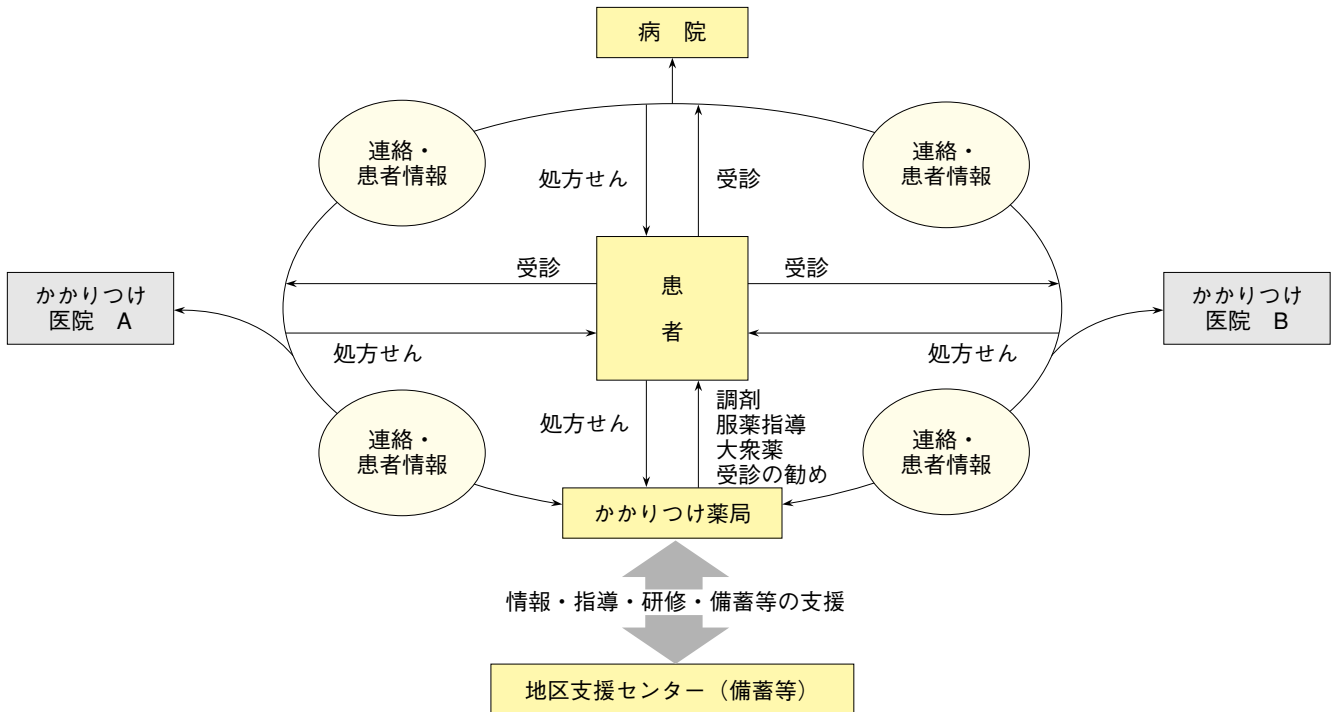 病　院
連絡・
患者情報
連絡・
患者情報
処方せん
受診
受診
受診
患
者
かかりつけ
医院　A
かかりつけ
医院　B
処方せん
処方せん
連絡・
患者情報
処方せん
調剤
服薬指導
大衆薬
受診の勧め
連絡・
患者情報
かかりつけ薬局
情報・指導・研修・備蓄等の支援
地区支援センター（備蓄等）